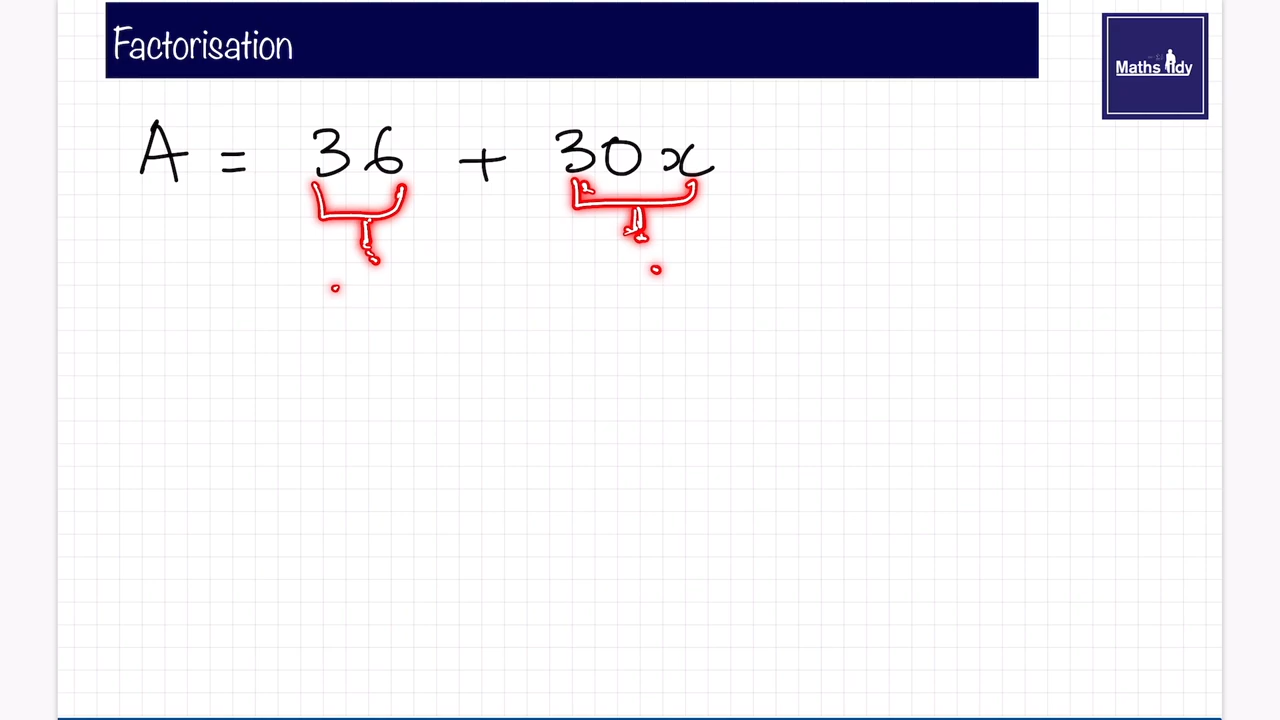 Factorisation
Maths
A = 36 + 30x